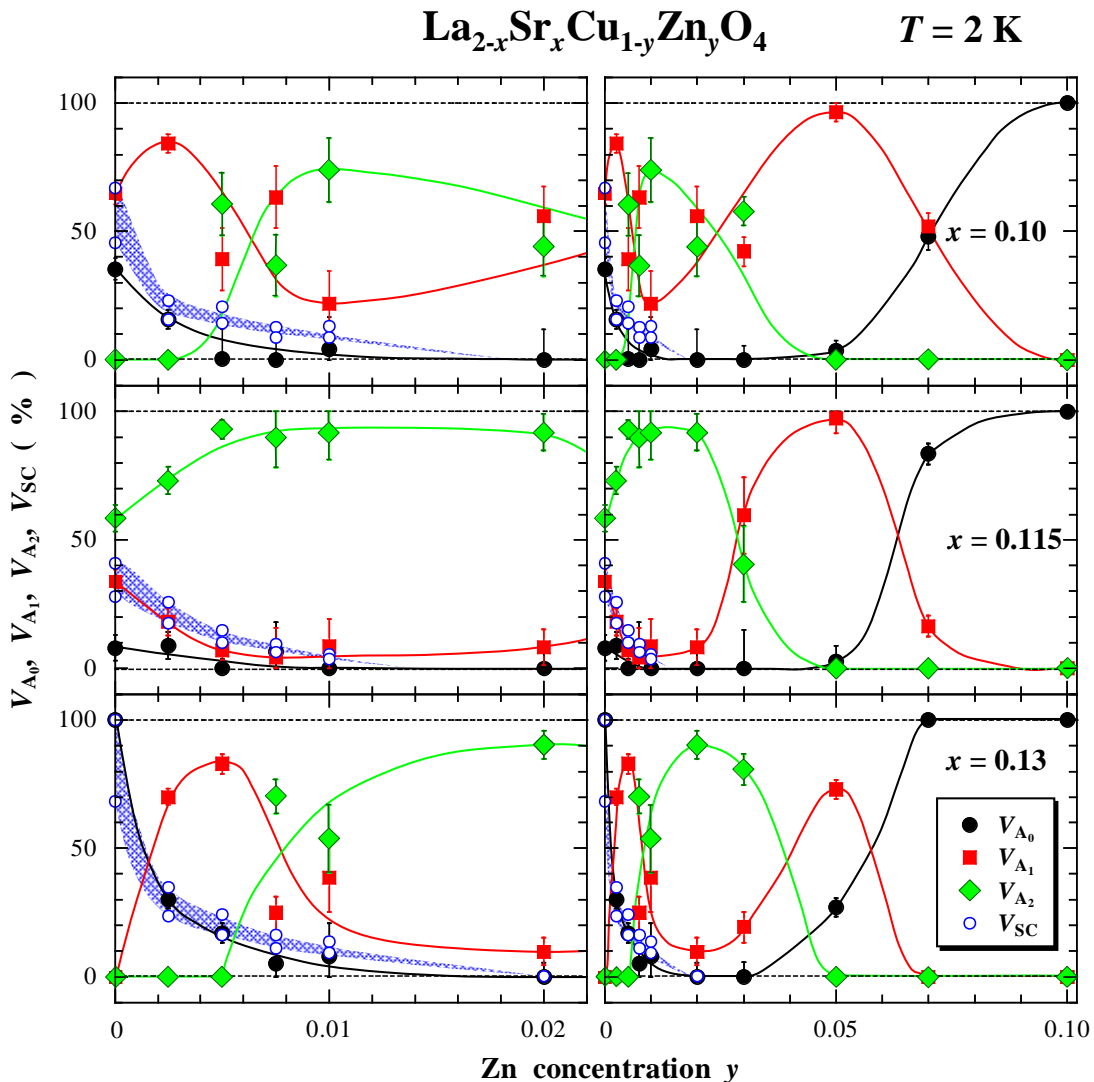 La2-xSrxCu1-yZnyO4 T = 2 K
100
50
0
x = 0.10
100
50
0
x = 0.115
100
50
0
x = 0.13
VA0
VA1
VA2
VSC
VA0, VA1, VA2, VSC ( % )
0 0.01 0.02 0 0.05 0.10
Zn concentration y